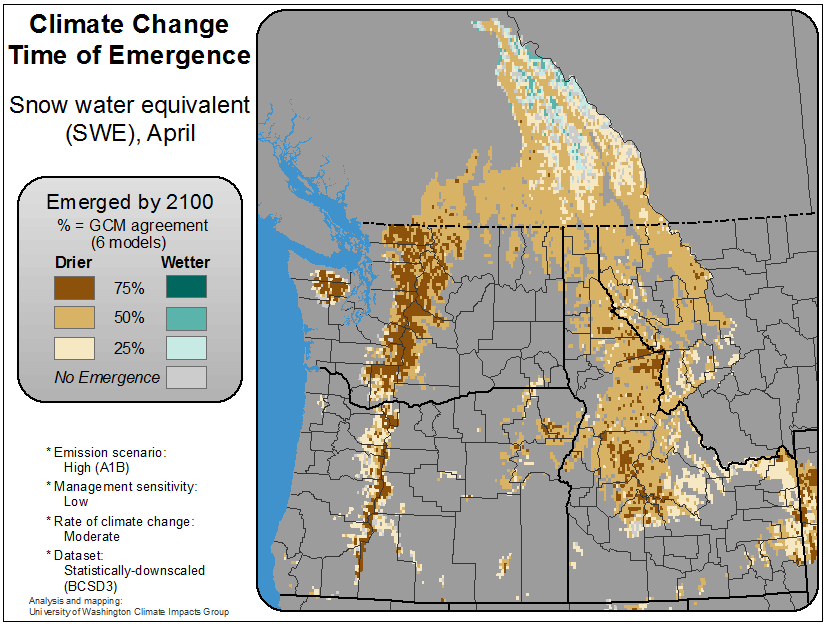 Climate Change
Time of Emergence
Snow water equivalent
(SWE), April
Emerged by 2100
% = GCM agreement
(6 models)
Drier Wetter
75%
50%
25%
No Emergence
* Emission scenario:
High (A1B)
* Management sensitivity:
Low
* Rate of climate change:
Moderate
* Dataset:
Statistically-downscaled
(BCSD3)
Analysis and mapping:
University of Washington Climate Impacts Group